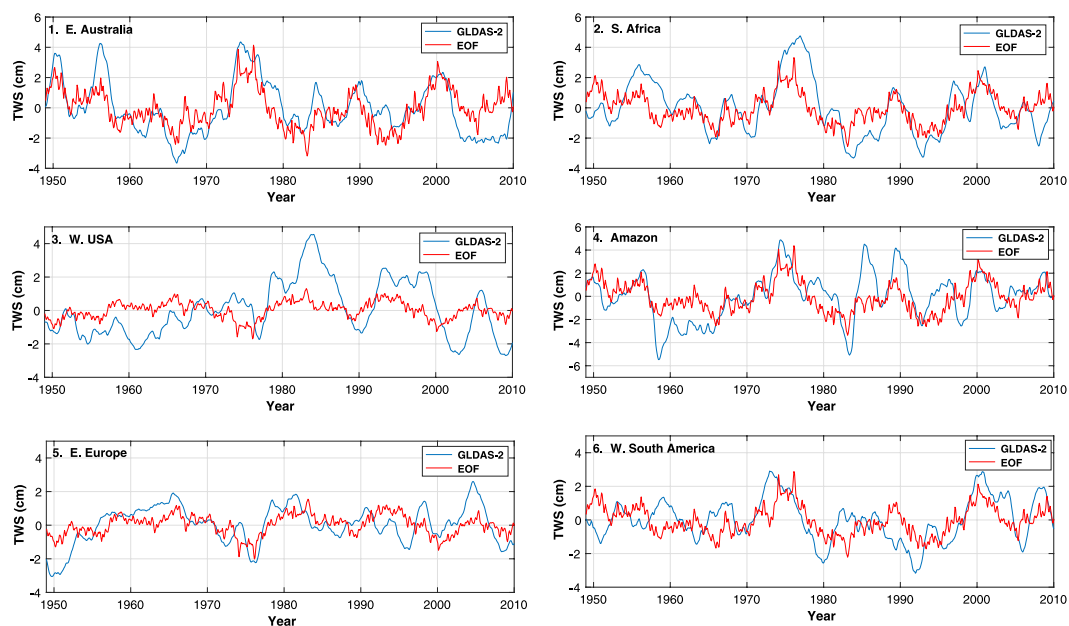 1. E. Australia
GLDAS-2
EOF
TWS (cm)
6
4
2
0
-2
-4
1950 1960 1970 1980 1990 2000 2010
Year
2. S. Africa
GLDAS-2
EOF
TWS (cm)
6
4
2
0
-2
-4
1950 1960 1970 1980 1990 2000 2010
Year
3. W. USA
GLDAS-2
EOF
TWS (cm)
4
2
0
-2
-4
1950 1960 1970 1980 1990 2000 2010
Year
4. Amazon
GLDAS-2
EOF
TWS (cm)
6
4
2
0
-2
-4
-6
1950 1960 1970 1980 1990 2000 2010
Year
5. E. Europe
GLDAS-2
EOF
TWS (cm)
4
2
0
-2
-4
1950 1960 1970 1980 1990 2000 2010
Year
6. W. South America
GLDAS-2
EOF
TWS (cm)
4
2
0
-2
-4
1950 1960 1970 1980 1990 2000 2010
Year